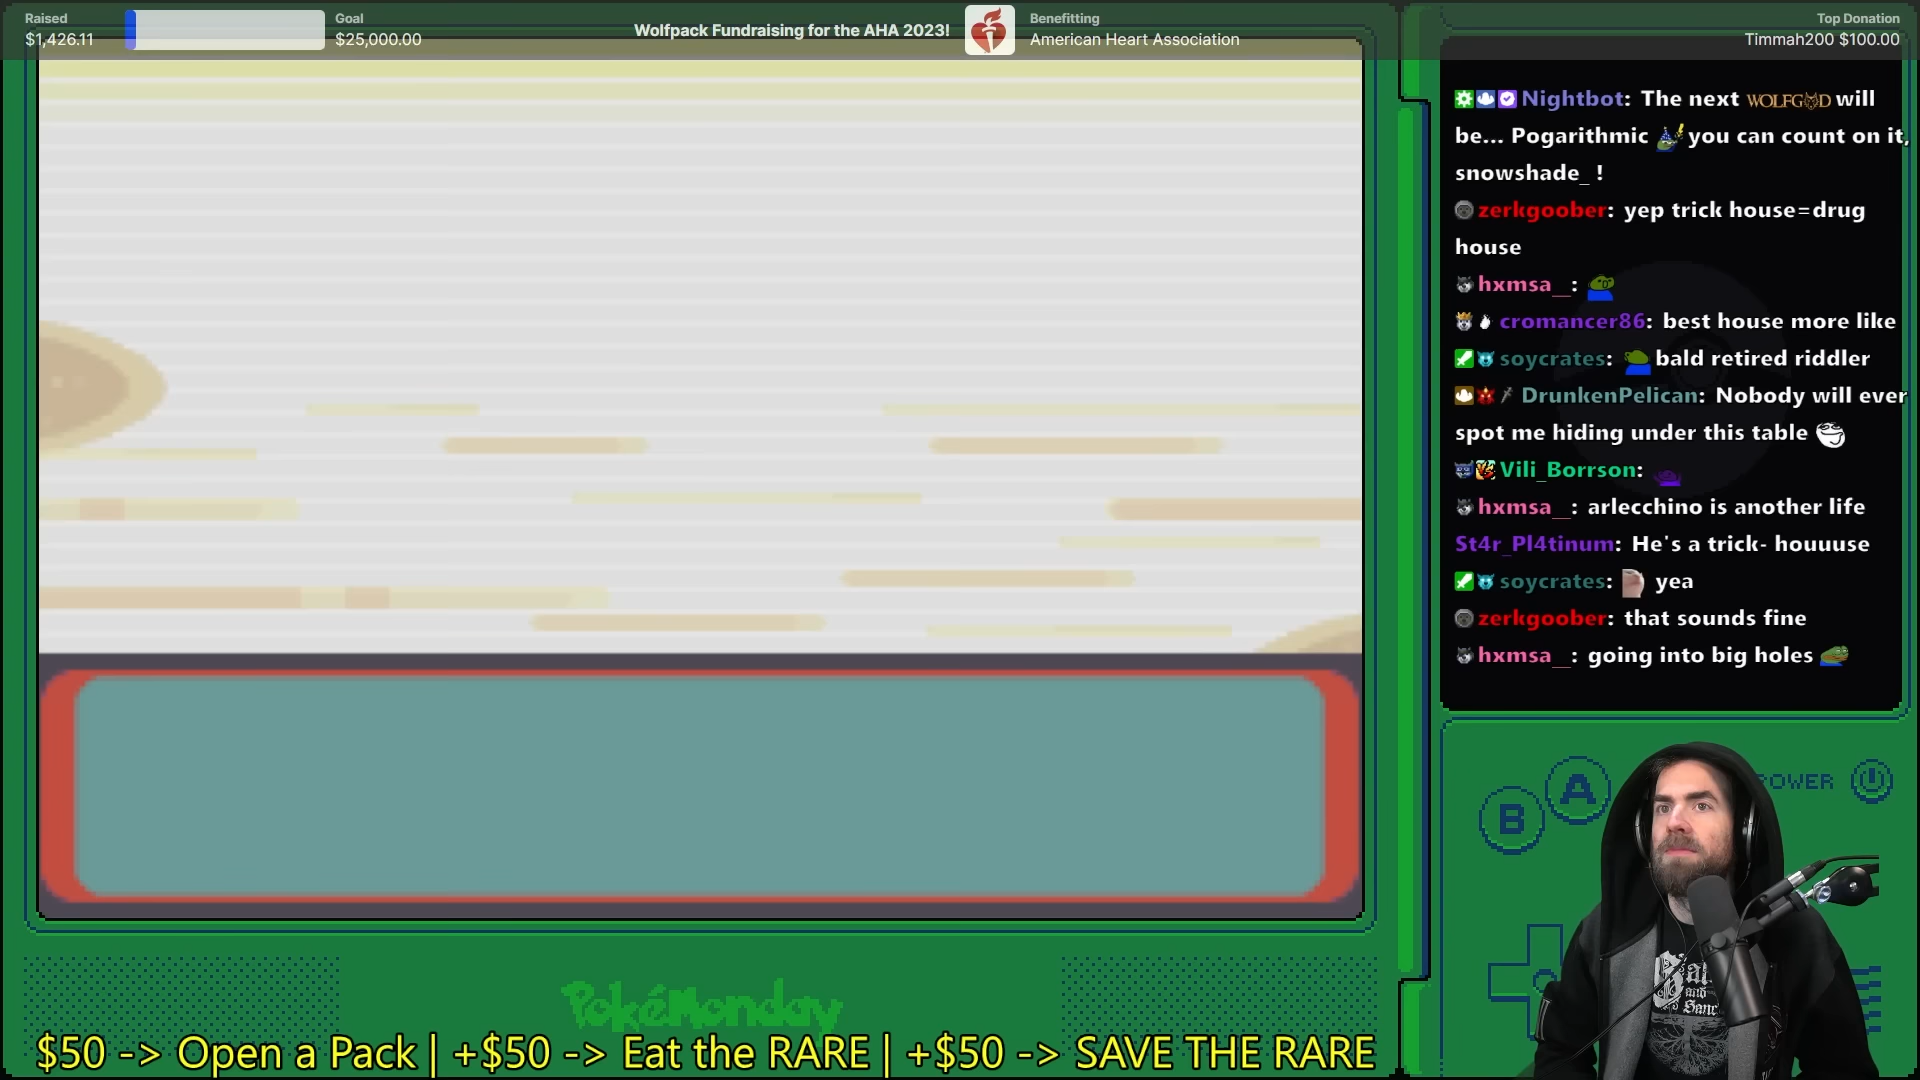 Raised
$1,426.11
Goal
$25,000.00
Wolfpack Fundraising for the AHA 2023!
Benefitting
American Heart Association
Top Donation
Timmah200 $100.00
Nightbot: The next WOLFGOD will
be... Pogarithmic you can count on it,
snowshade_ !
zerkgoober: yep trick house=drug
house
hxmsa__:
cromancer86: best house more like
soycrates: bald retired riddler
DrunkenPelican: Nobody will ever
spot me hiding under this table
Vili_Borrson:
hxmsa__: arlecchino is another life
St4r_Pl4tinum: He's a trick- houuuse
soycrates: yea
zerkgoober: that sounds fine
hxmsa__: going into big holes
B
A
POWER
PokéMonday
$50 -> Open a Pack | +$50 -> Eat the RARE | +$50 -> SAVE THE RARE